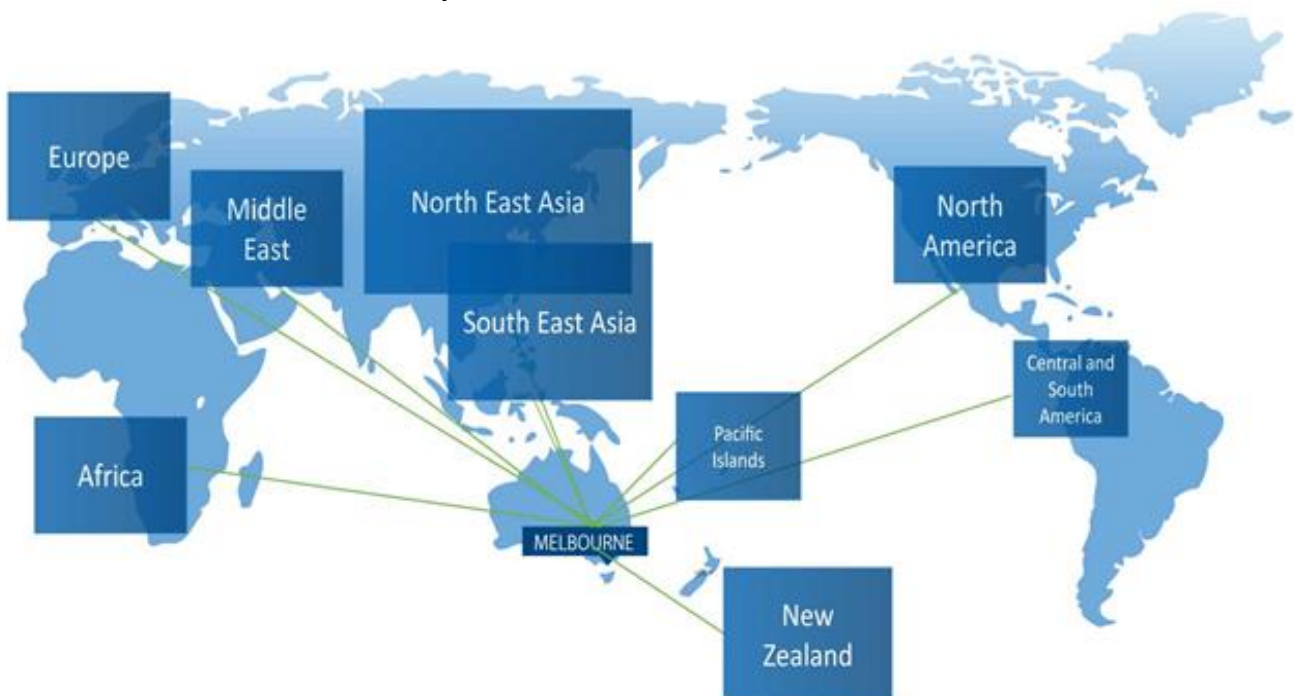 Europe
Middle
East
North East Asia
South East Asia
North
America
Central and
South
America
Pacific
Islands
Africa
MELBOURNE
New
Zealand